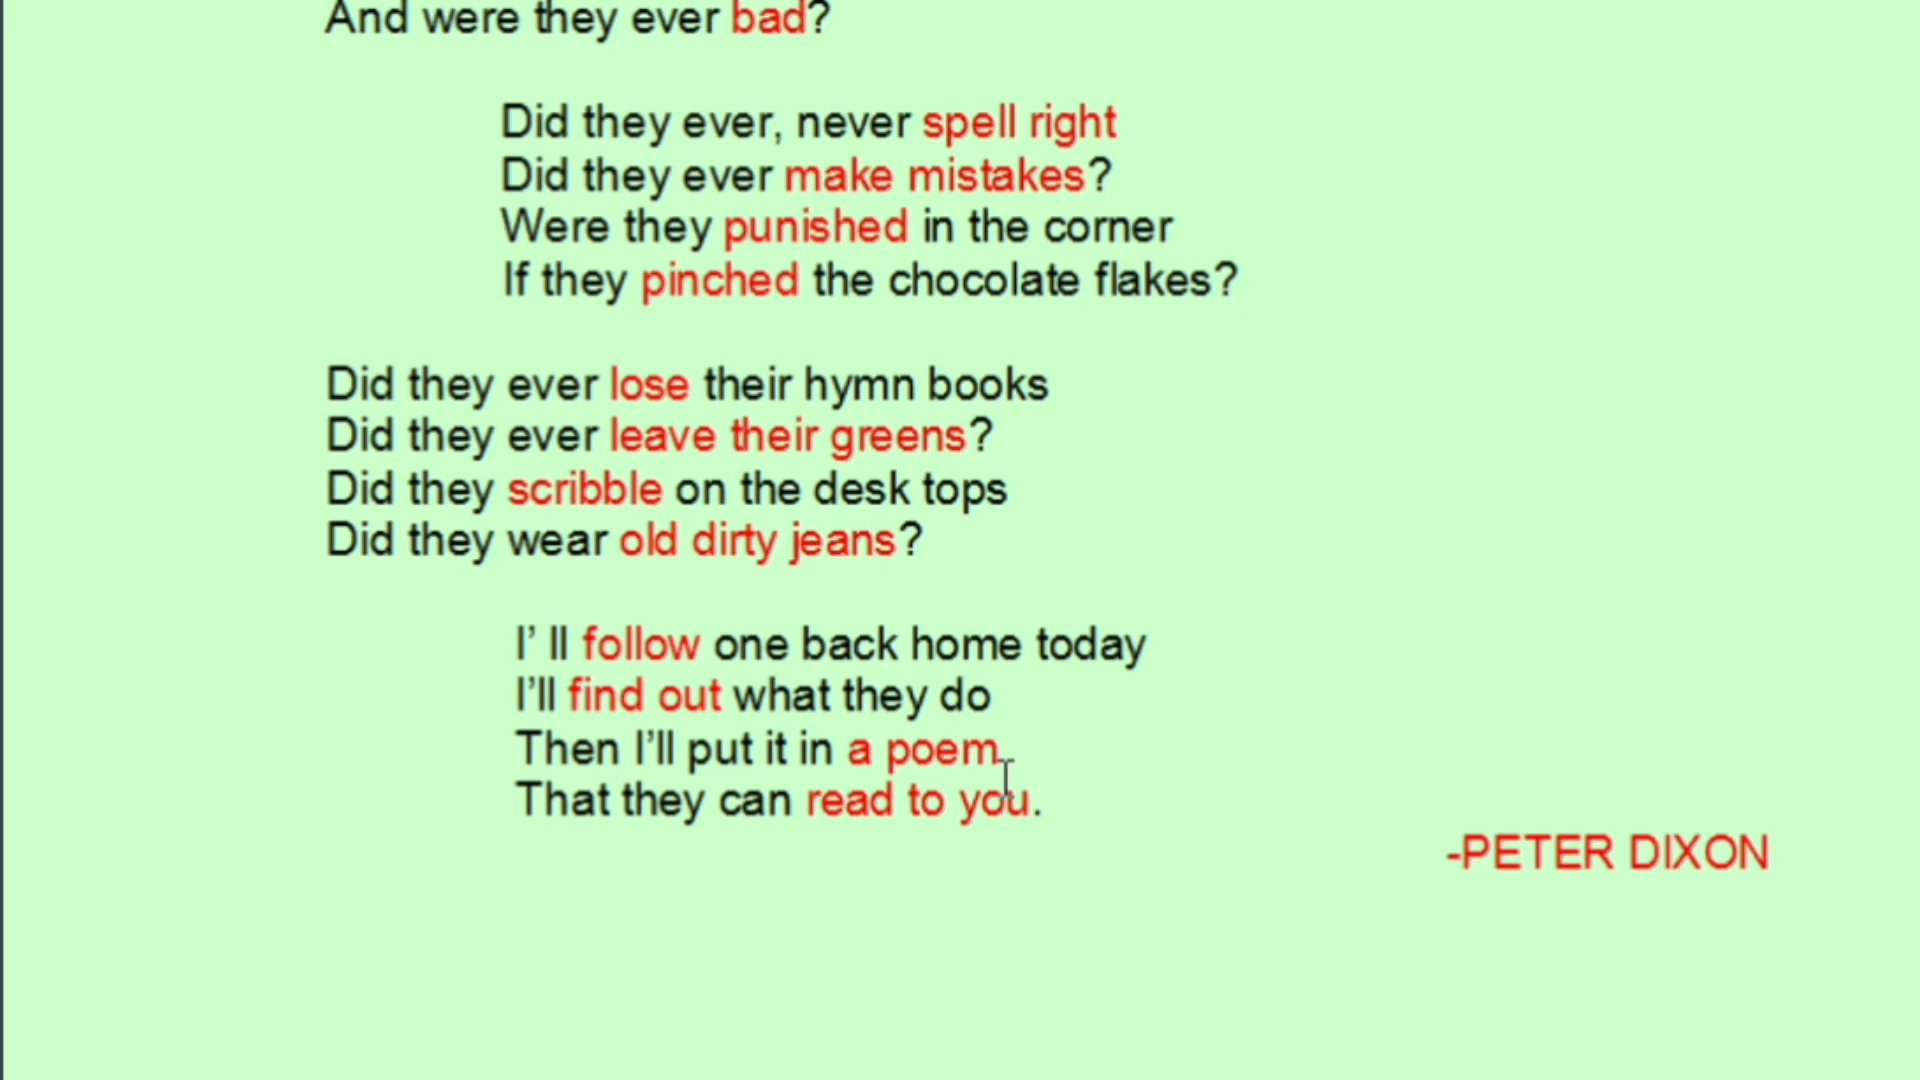 And were they ever bad?
Did they ever, never spell right
Did they ever make mistakes?
Were they punished in the corner
If they pinched the chocolate flakes?
Did they ever lose their hymn books
Did they ever leave their greens?
Did they scribble on the desk tops
Did they wear old dirty jeans?
I’ ll follow one back home today
I’ll find out what they do
Then I’ll put it in a poem
That they can read to you.
-PETER DIXON